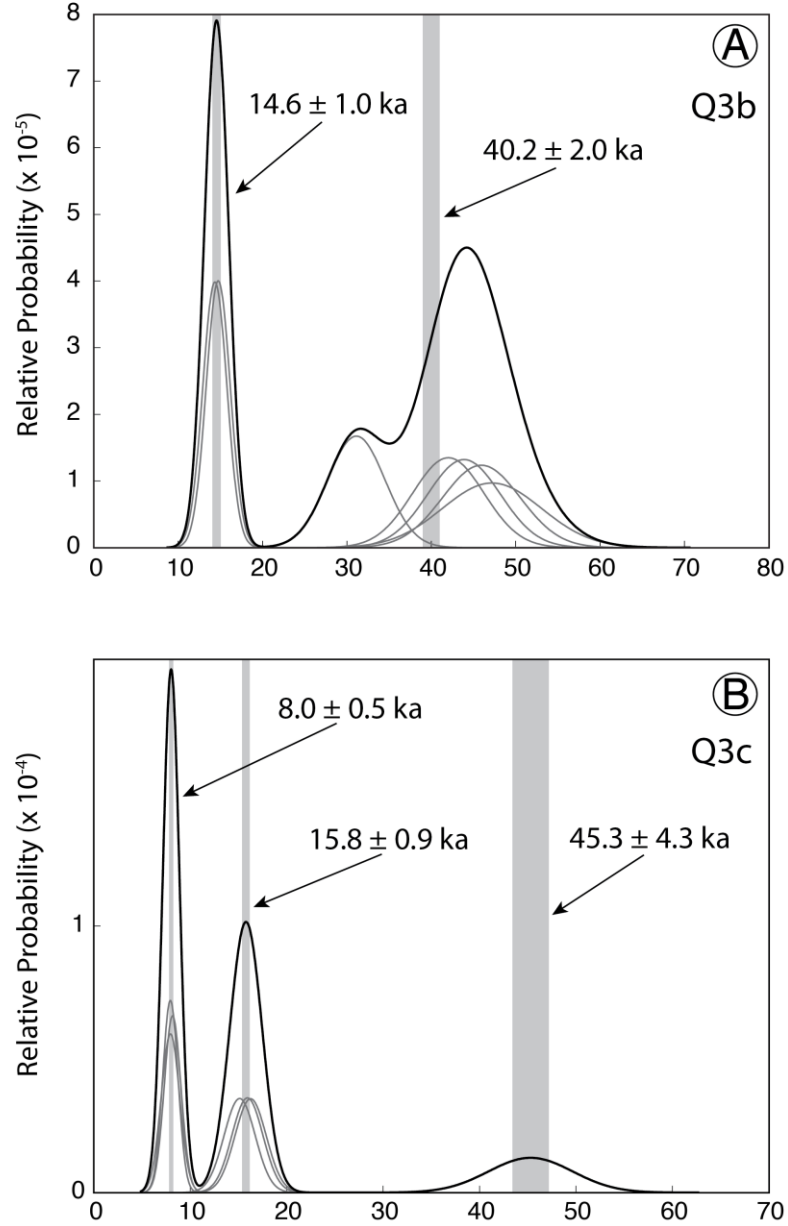 A
Q3b
Relative Probability (x 10⁻⁵)
8
7
6
5
4
3
2
1
0
14.6 ± 1.0 ka
40.2 ± 2.0 ka
0 10 20 30 40 50 60 70 80
B
Q3c
Relative Probability (x 10⁻⁴)
1
0
8.0 ± 0.5 ka
15.8 ± 0.9 ka
45.3 ± 4.3 ka
0 10 20 30 40 50 60 70